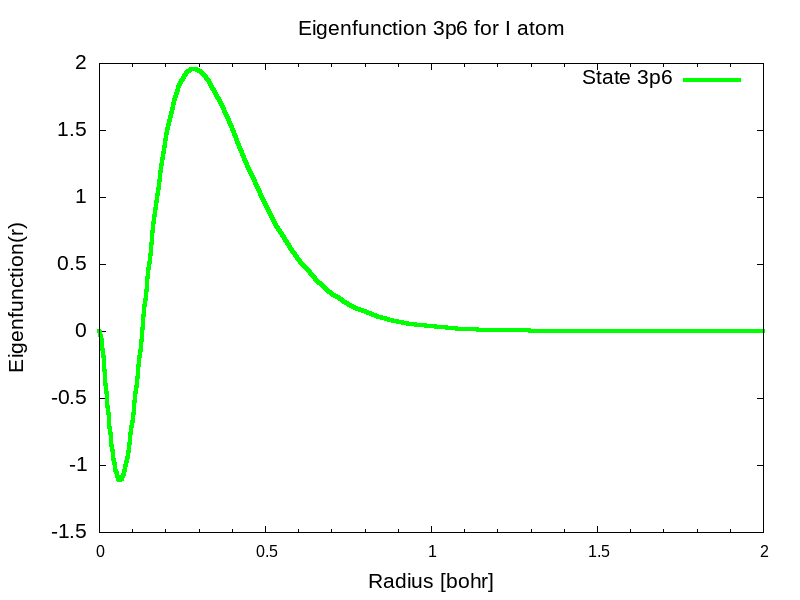 Eigenfunction 3p6 for I atom
State 3p6
2
1.5
1
0.5
0
-0.5
-1
-1.5
Eigenfunction(r)
0 0.5 1 1.5 2
Radius [bohr]